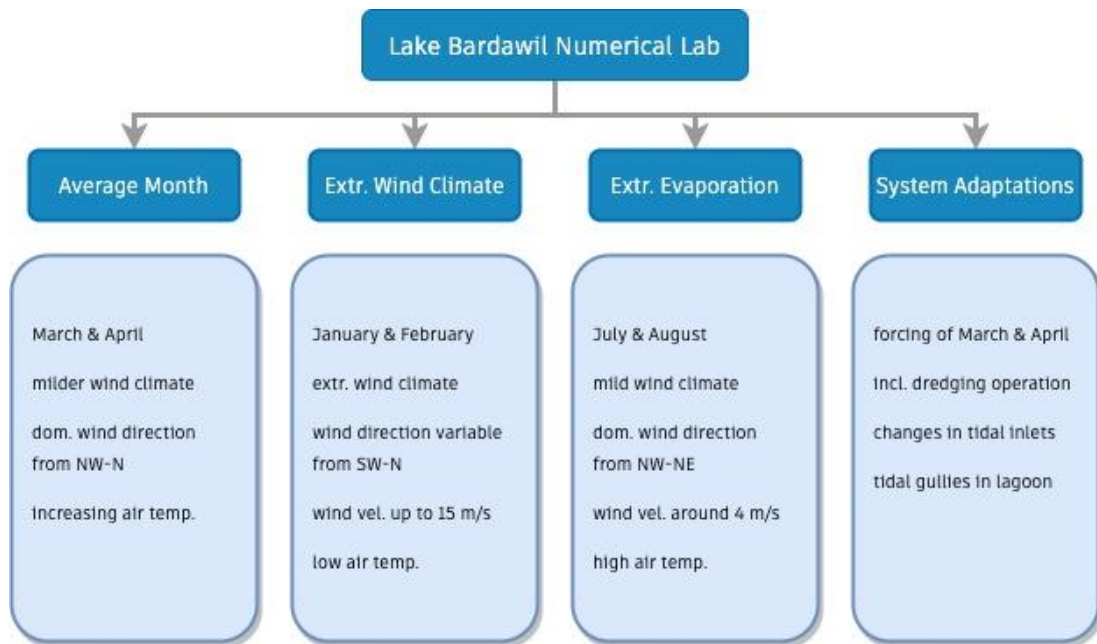 Lake Bardawil Numerical Lab
Average Month
Extr. Wind Climate
Extr. Evaporation
System Adaptations
March & April
milder wind climate
dom. wind direction
from NW-N
increasing air temp.
January & February
extr. wind climate
wind direction variable
from SW-N
wind vel. up to 15 m/s
low air temp.
July & August
mild wind climate
dom. wind direction
from NW-NE
wind vel. around 4 m/s
high air temp.
forcing of March & April
incl. dredging operation
changes in tidal inlets
tidal gullies in lagoon